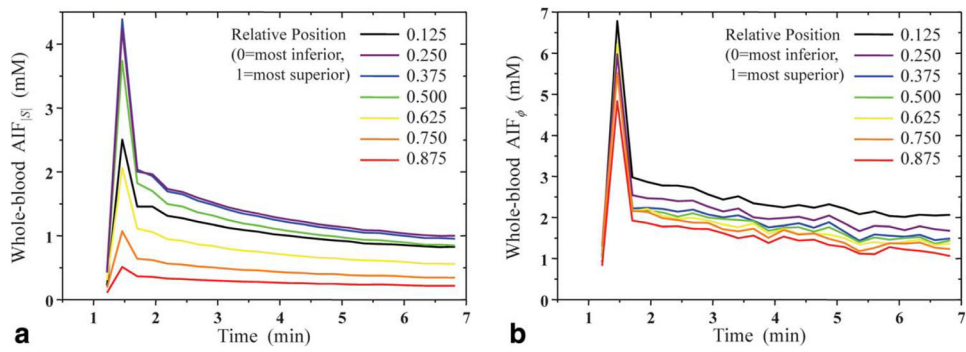 Whole-blood AIF|S| (mM)
4
3
2
1
0
1 2 3 4 5 6 7
Time (min)
Relative Position
(0=most inferior,
1=most superior)
0.125
0.250
0.375
0.500
0.625
0.750
0.875
a
Whole-blood AIFϕ (mM)
7
6
5
4
3
2
1
0
1 2 3 4 5 6 7
Time (min)
Relative Position
(0=most inferior,
1=most superior)
0.125
0.250
0.375
0.500
0.625
0.750
0.875
b